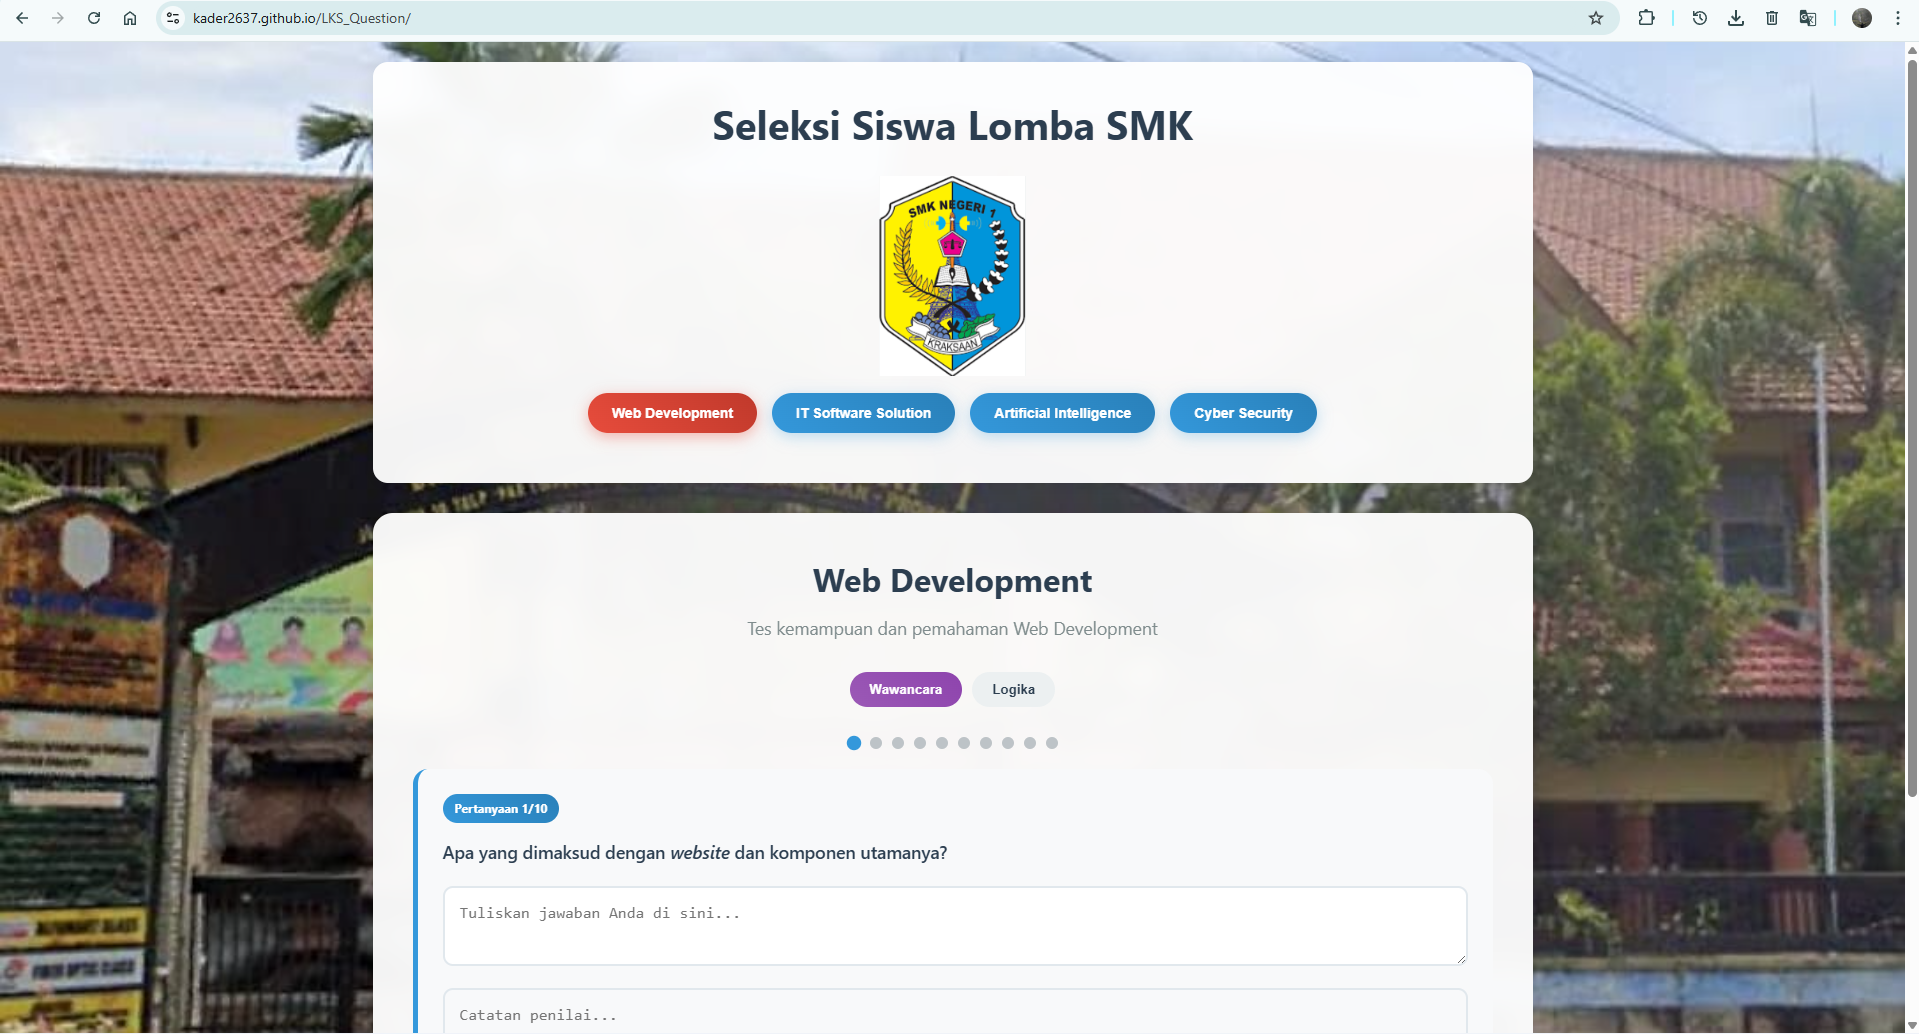 kader2637.github.io/LKS_Question/
Seleksi Siswa Lomba SMK
SMK NEGERI 1
KRAKSAAN
Web Development
IT Software Solution
Artificial Intelligence
Cyber Security
Web Development
Tes kemampuan dan pemahaman Web Development
Wawancara
Logika
Pertanyaan 1/10
Apa yang dimaksud dengan website dan komponen utamanya?
Tuliskan jawaban Anda di sini...
Catatan penilai...